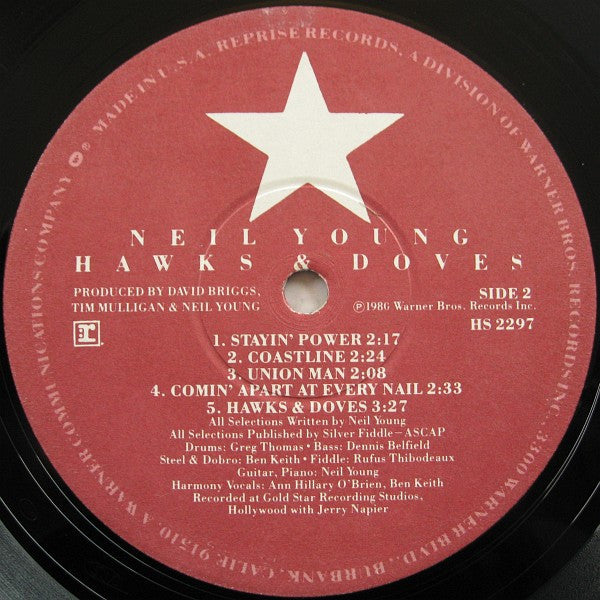 MADE IN U.S.A. REPRISE RECORDS, A DIVISION OF WARNER BROS. RECORDS INC., 3300 WARNER BLVD., BURBANK, CALIF. 91510. A WARNER COMMUNICATIONS COMPANY ®
NEIL YOUNG
HAWKS & DOVES
PRODUCED BY DAVID BRIGGS,
TIM MULLIGAN & NEIL YOUNG
r
SIDE 2
℗1980 Warner Bros. Records Inc.
HS 2297
1. STAYIN' POWER 2:17
2. COASTLINE 2:24
3. UNION MAN 2:08
4. COMIN' APART AT EVERY NAIL 2:33
5. HAWKS & DOVES 3:27
All Selections Written by Neil Young
All Selections Published by Silver Fiddle—ASCAP
Drums: Greg Thomas • Bass: Dennis Belfield
Steel & Dobro: Ben Keith • Fiddle: Rufus Thibodeaux
Guitar, Piano: Neil Young
Harmony Vocals: Ann Hillary O'Brien, Ben Keith
Recorded at Gold Star Recording Studios,
Hollywood with Jerry Napier